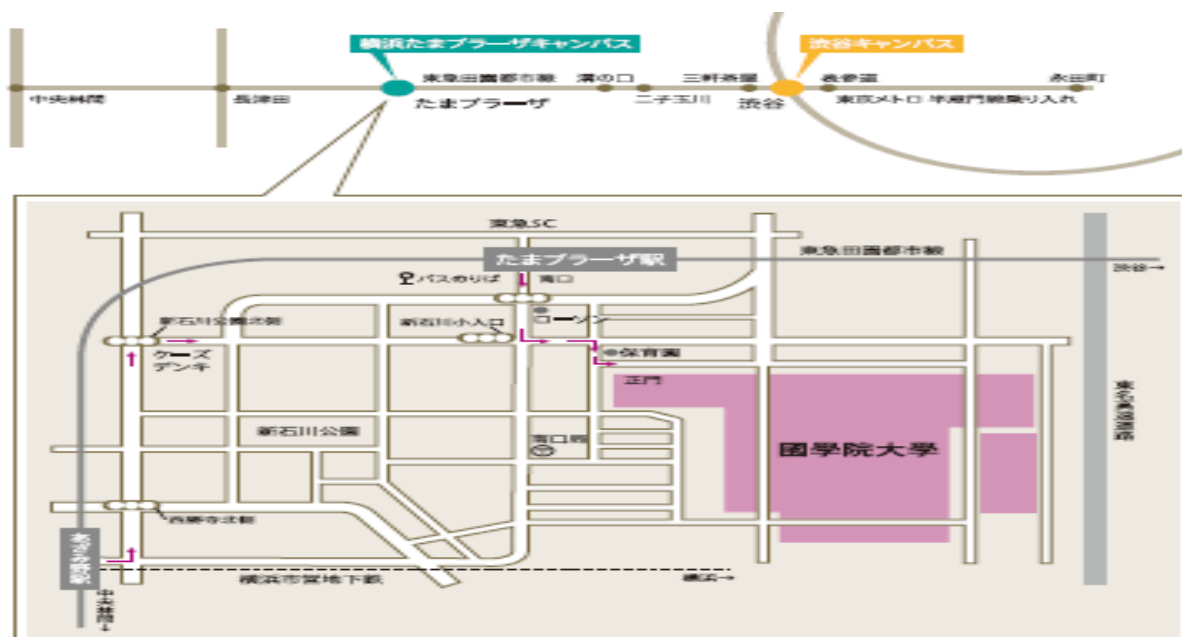 横浜たまプラーザキャンパス
渋谷キャンパス
東急田園都市線
溝の口
三軒茶屋
表参道
永田町
中央林間
長津田
たまプラーザ
二子玉川
渋谷
東京メトロ 半蔵門線乗り入れ
東急SC
たまプラーザ駅
東急田園都市線
渋谷→
バスのりば
南口
新石川公園北側
新石川小入口
ローソン
ケーズ
デンキ
保育園
正門
東名高速道路
新石川公園
南口局
國學院大學
あざみ野駅
横浜市営地下鉄
横浜→
中央林間→